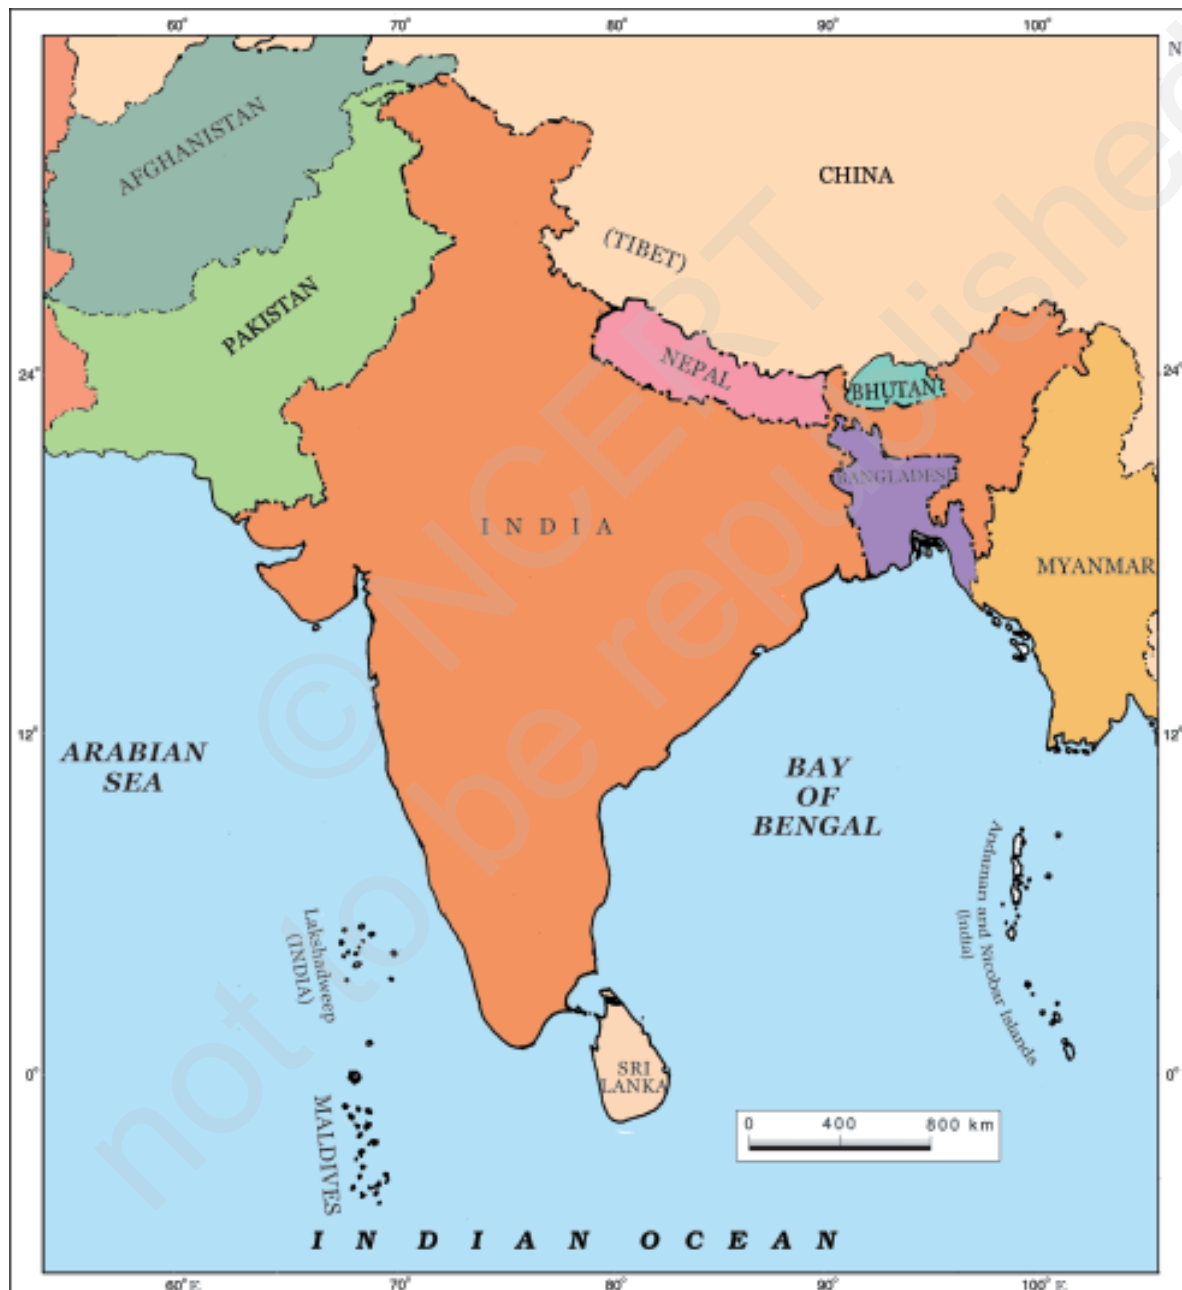 60° 70° 80° 90° 100°
N
AFGHANISTAN
CHINA
(TIBET)
PAKISTAN
24° 24°
NEPAL
BHUTAN
BANGLADESH
I N D I A
MYANMAR
12° 12°
ARABIAN
SEA
BAY
OF
BENGAL
Andaman and Nicobar Islands
(India)
Lakshadweep
(INDIA)
0° 0°
SRI
LANKA
MALDIVES
0 400 800 km
I N D I A N O C E A N
60° E 70° 80° 90° 100° E
© NCERT
not to be republished